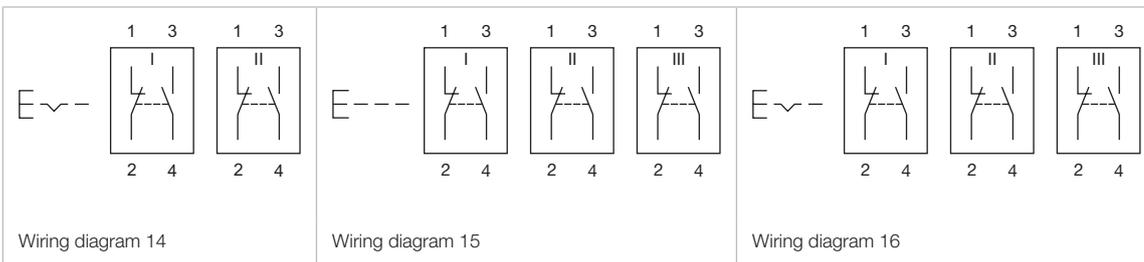 1 3 1 3
I II
2 4 2 4
Wiring diagram 14
1 3 1 3 1 3
I II III
2 4 2 4 2 4
Wiring diagram 15
1 3 1 3 1 3
I II III
2 4 2 4 2 4
Wiring diagram 16